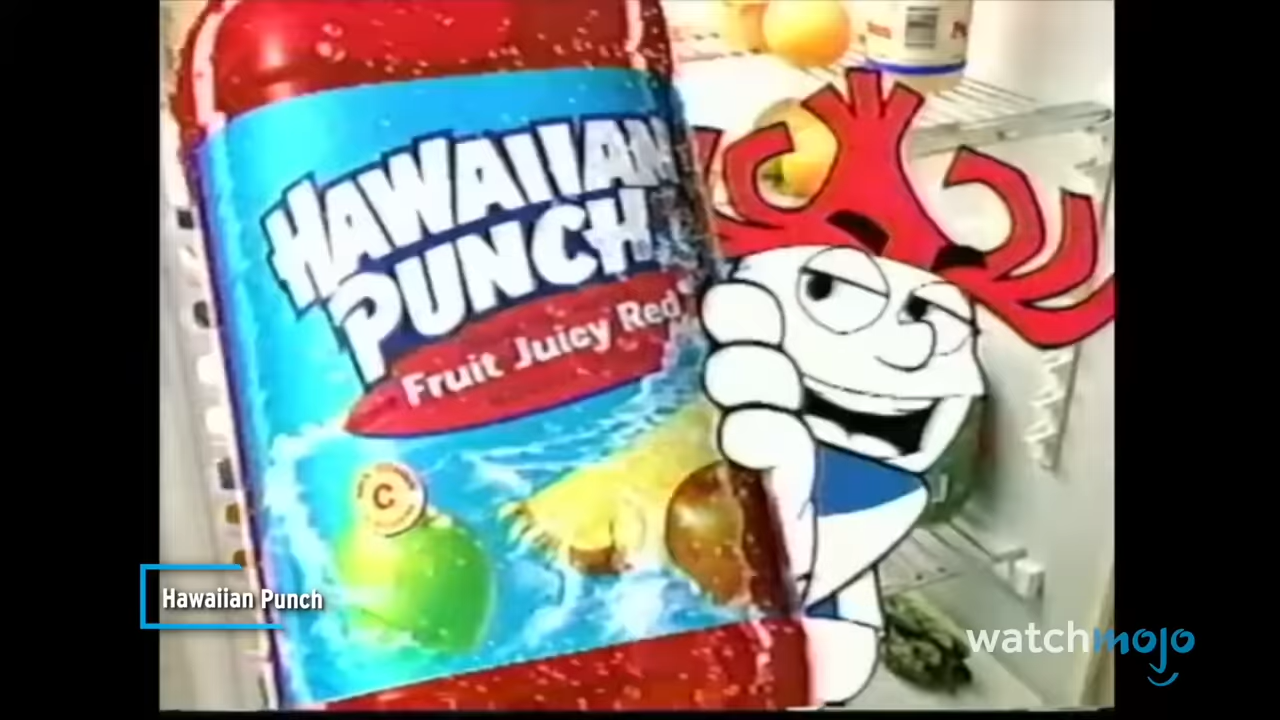 HAWAIIAN
PUNCH
Fruit Juicy Red
C
Hawaiian Punch
watchmojo